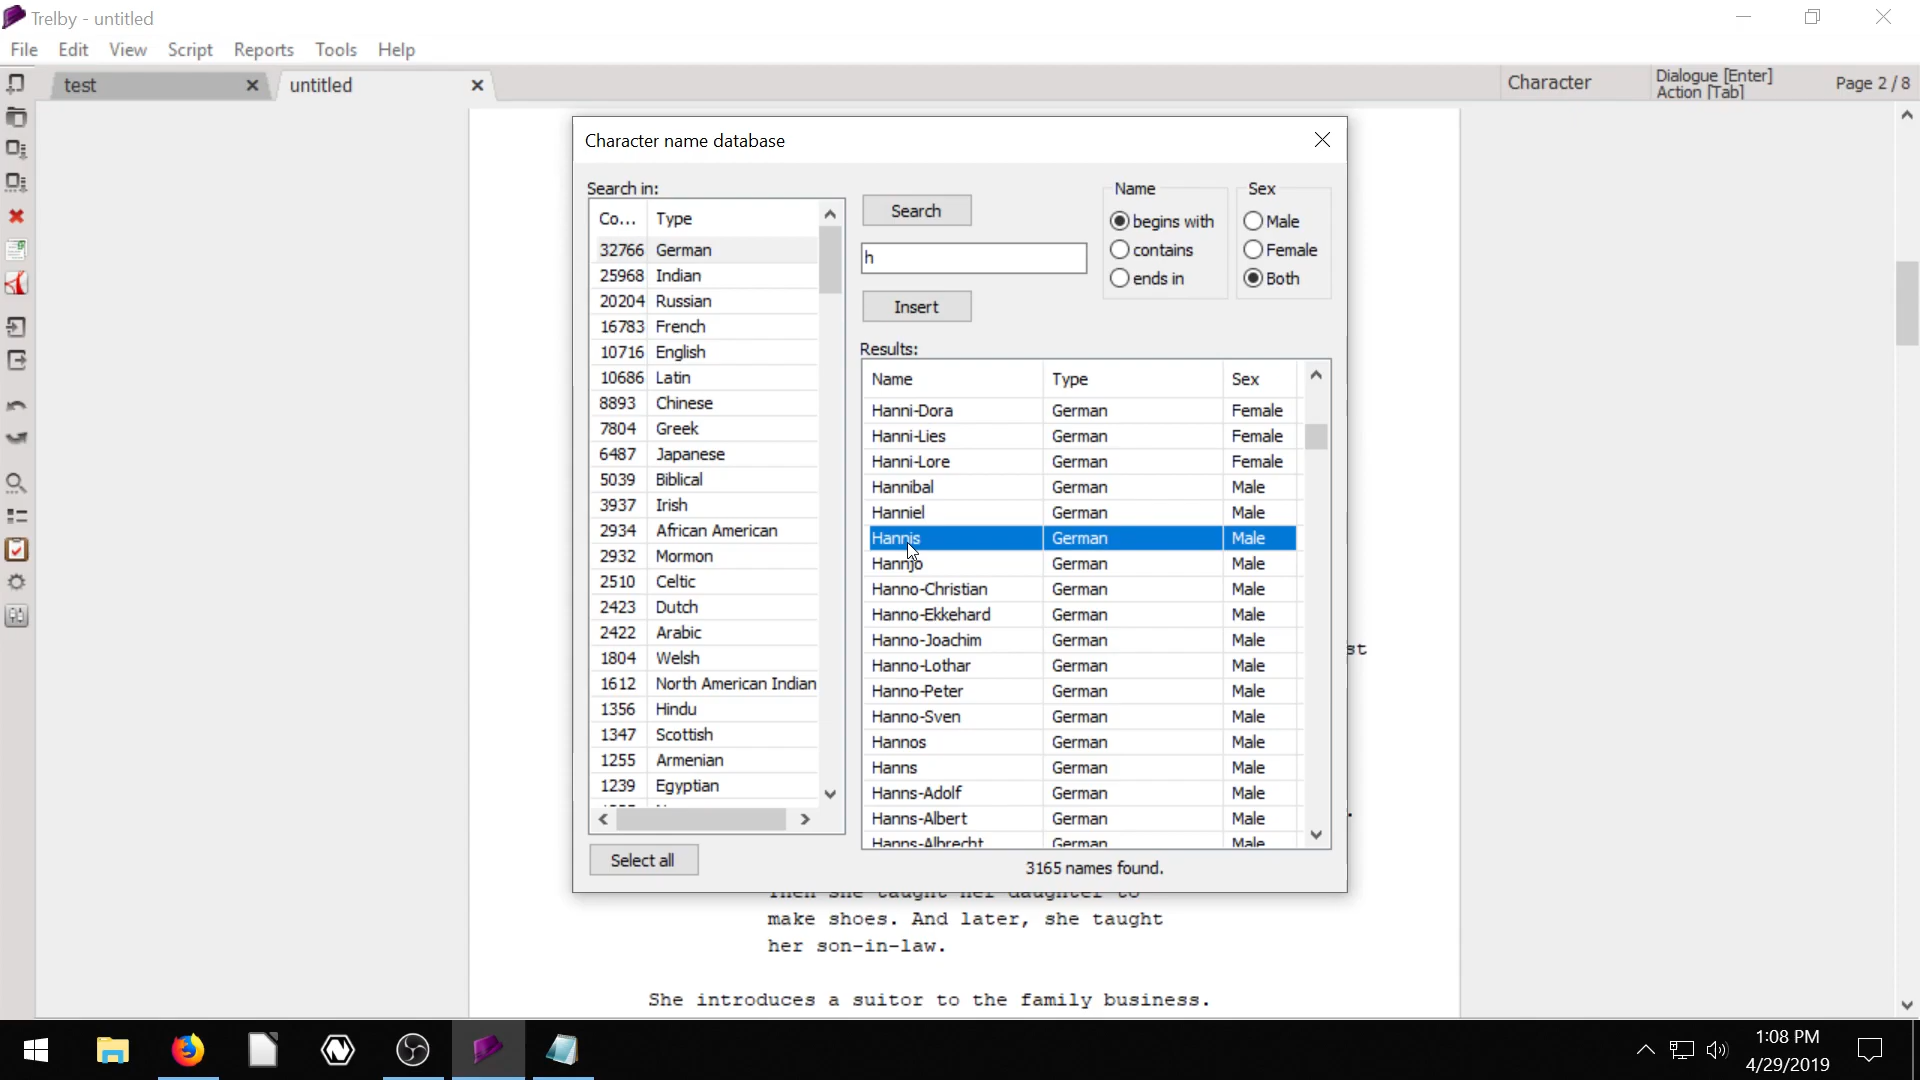 Trelby - untitled
File Edit View Script Reports Tools Help
test
untitled
Character
Dialogue [Enter]
Action [Tab]
Page 2 / 8
Character name database
Search in:
Co... Type
32766 German
25968 Indian
20204 Russian
16783 French
10716 English
10686 Latin
8893 Chinese
7804 Greek
6487 Japanese
5039 Biblical
3937 Irish
2934 African American
2932 Mormon
2510 Celtic
2423 Dutch
2422 Arabic
1804 Welsh
1612 North American Indian
1356 Hindu
1347 Scottish
1255 Armenian
1239 Egyptian
Select all
Search
h
Insert
Name
begins with
contains
ends in
Sex
Male
Female
Both
Results:
Name Type Sex
Hanni-Dora German Female
Hanni-Lies German Female
Hanni-Lore German Female
Hannibal German Male
Hanniel German Male
Hannis German Male
Hannjo German Male
Hanno-Christian German Male
Hanno-Ekkehard German Male
Hanno-Joachim German Male
Hanno-Lothar German Male
Hanno-Peter German Male
Hanno-Sven German Male
Hannos German Male
Hanns German Male
Hanns-Adolf German Male
Hanns-Albert German Male
Hanns-Albrecht German Male
3165 names found.
st
.
Then she taught her daughter to
make shoes. And later, she taught
her son-in-law.
She introduces a suitor to the family business.
1:08 PM
4/29/2019